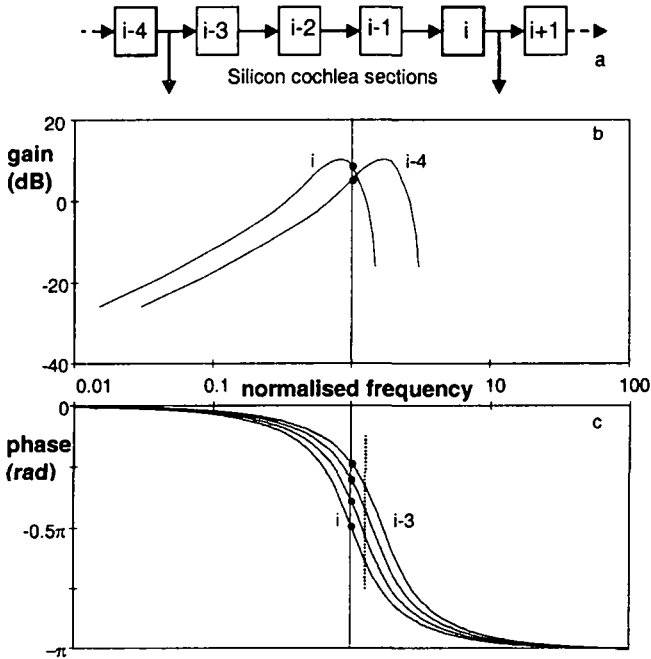 i-4 i-3 i-2 i-1 i i+1
a
Silicon cochlea sections
20 b
gain
(dB)
i i-4
0
-20
-40
0.01 0.1 normalised frequency 10 100
0 c
phase
(rad)
i-3
-0.5π i
-π